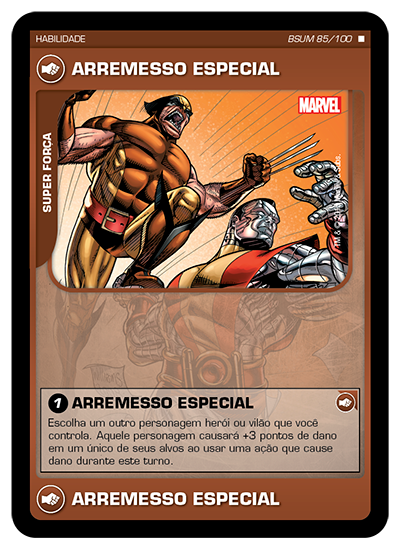 HABILIDADE
BSUM 85/100
ARREMESSO ESPECIAL
MARVEL
SUPER FORÇA
1 ARREMESSO ESPECIAL
Escolha um outro personagem herói ou vilão que você
controla. Aquele personagem causará +3 pontos de dano
em um único de seus alvos ao usar uma ação que cause
dano durante este turno.
ARREMESSO ESPECIAL